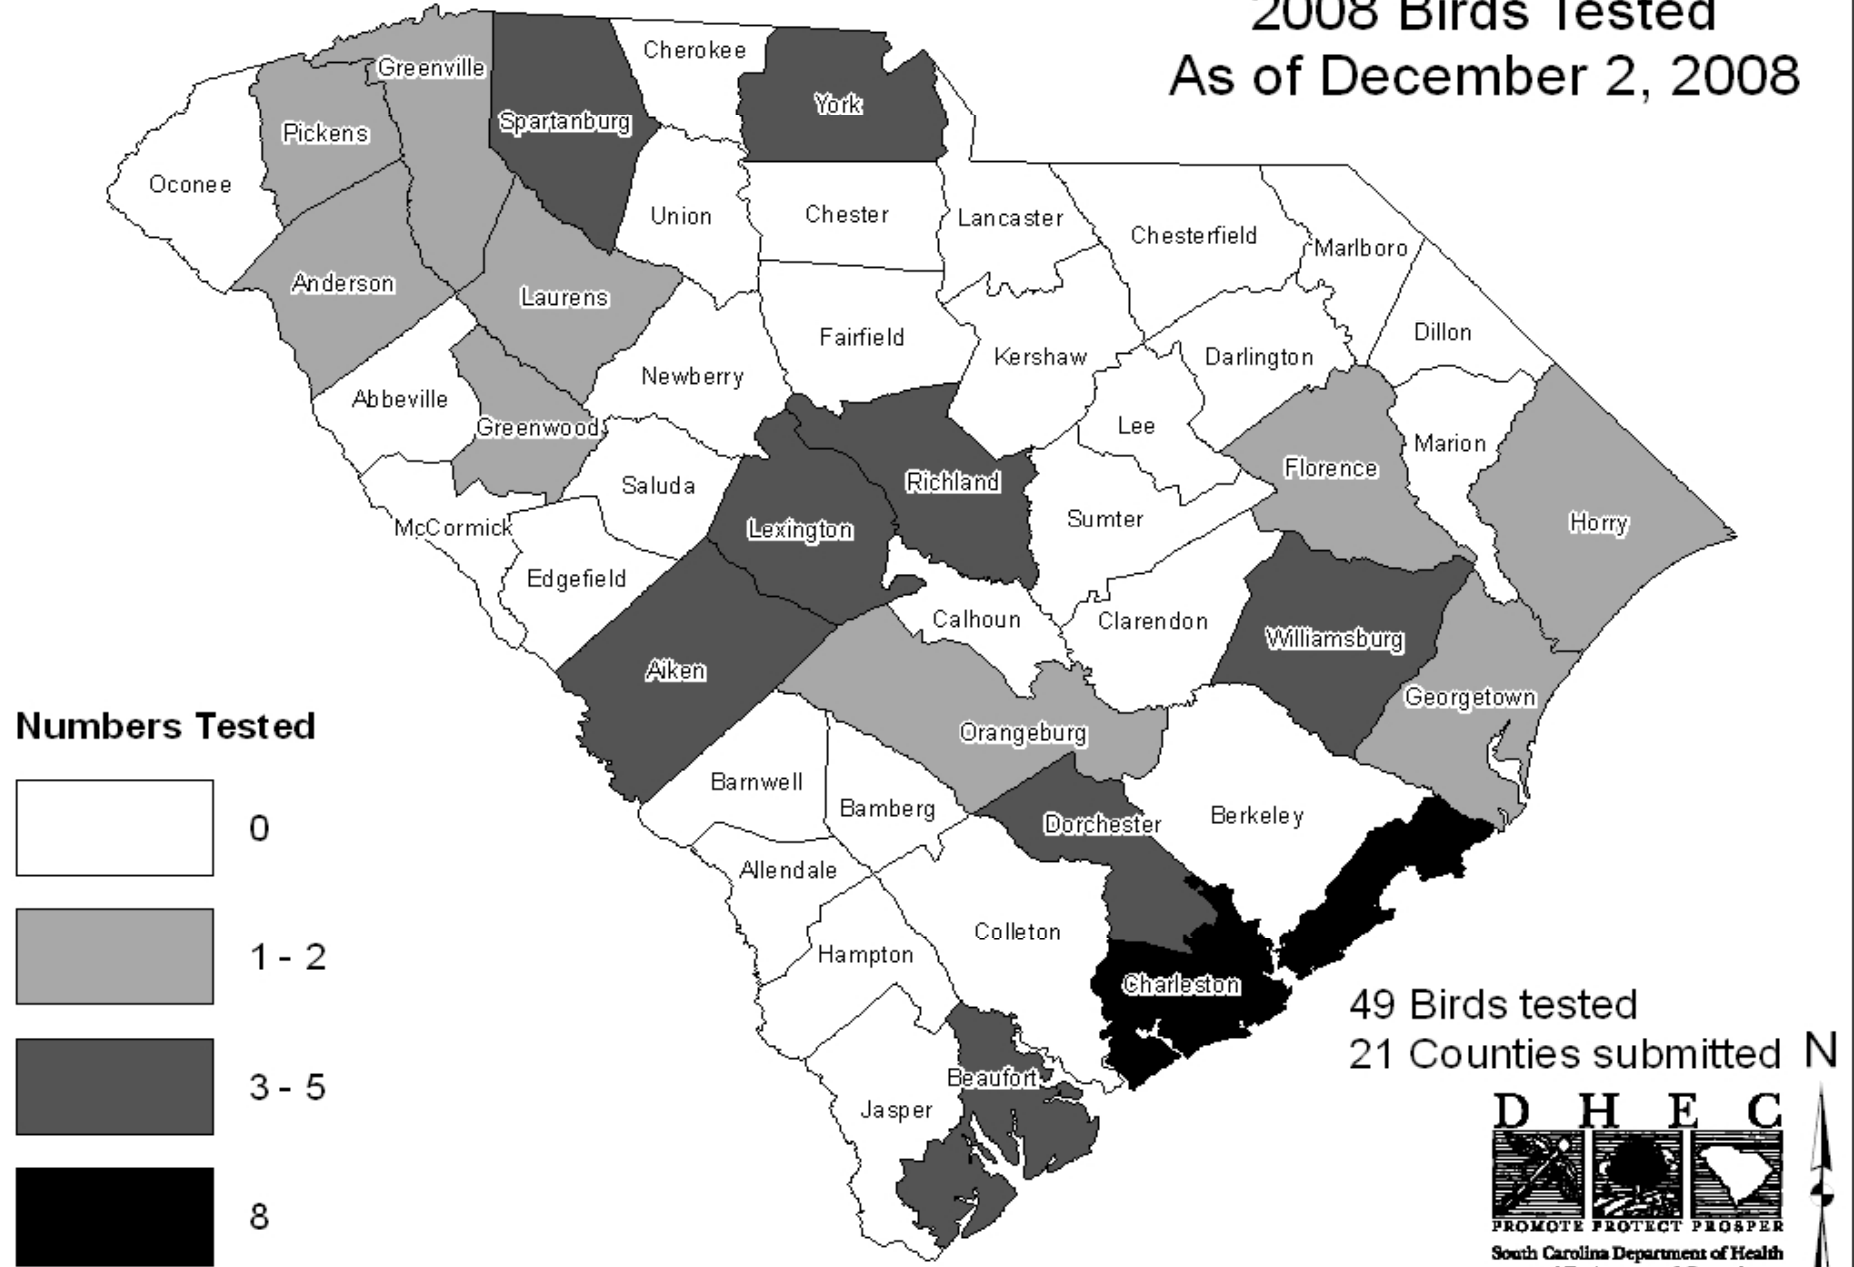 2008 Birds Tested
As of December 2, 2008
Cherokee
Greenville
York
Spartanburg
Pickens
Oconee
Union
Chester
Lancaster
Chesterfield
Marlboro
Anderson
Laurens
Fairfield
Dillon
Kershaw
Darlington
Newberry
Abbeville
Greenwood
Lee
Marion
Florence
Saluda
Richland
Sumter
Horry
McCormick
Lexington
Edgefield
Calhoun
Clarendon
Williamsburg
Aiken
Georgetown
Orangeburg
Barnwell
Bamberg
Dorchester
Berkeley
Allendale
Colleton
Hampton
Charleston
Beaufort
Jasper
Numbers Tested
0
1 - 2
3 - 5
8
49 Birds tested
21 Counties submitted
N
D H E C
PROMOTE PROTECT PROSPER
South Carolina Department of Health